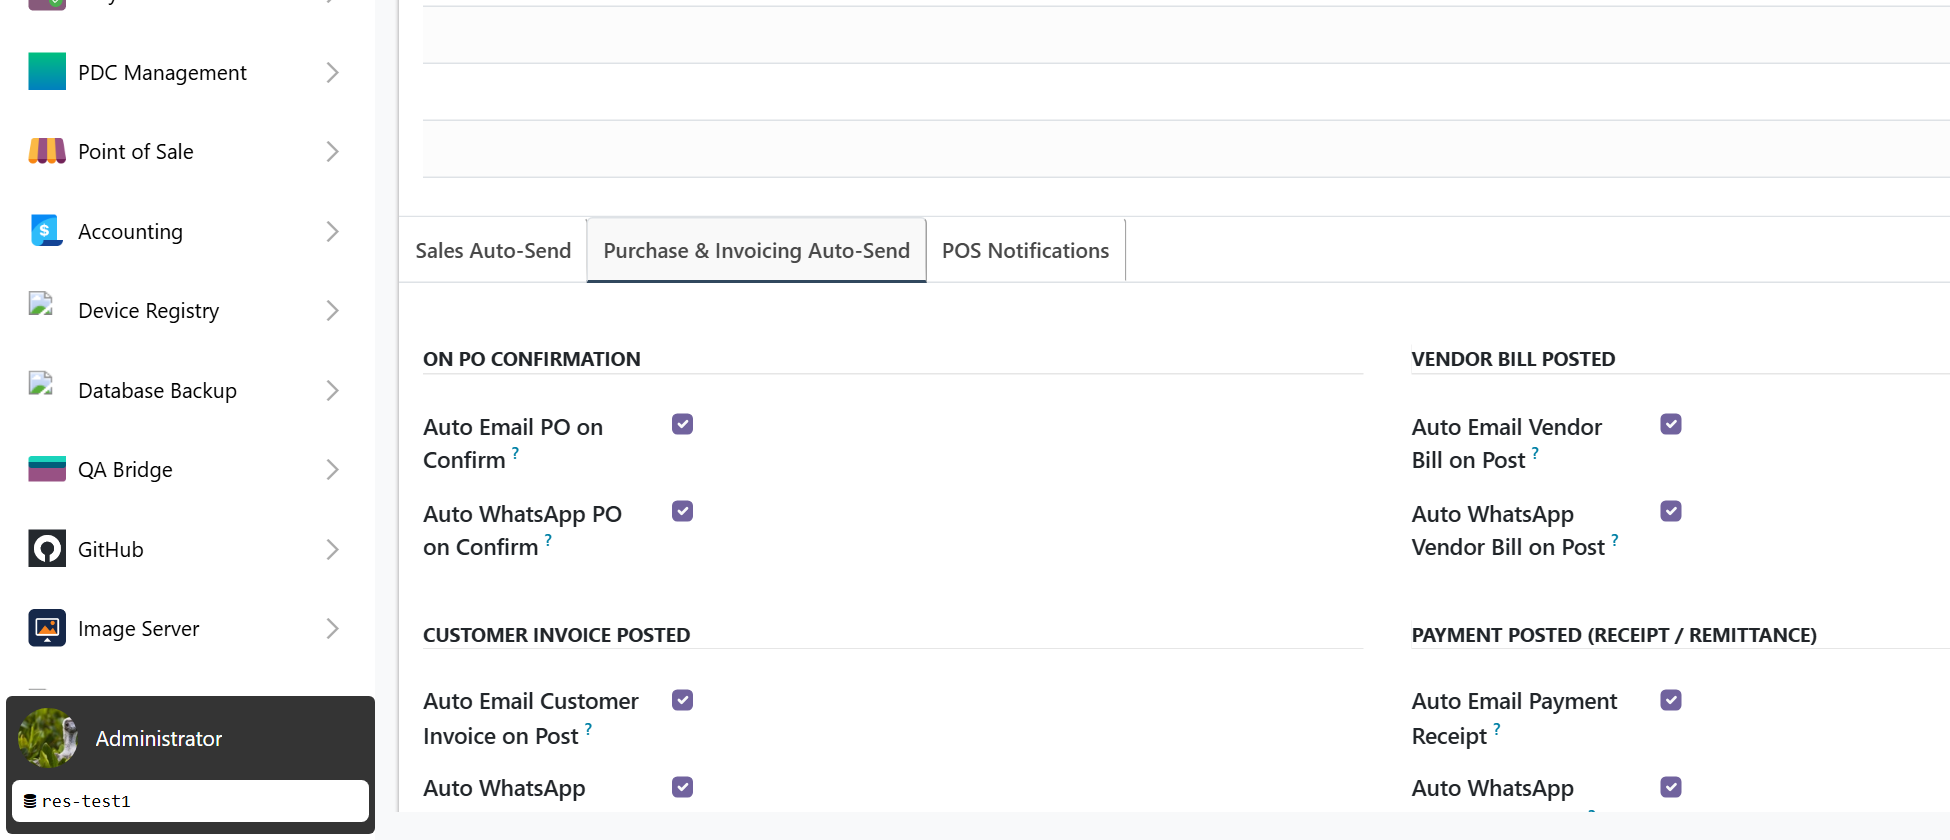 PDC Management
Point of Sale
Accounting
Device Registry
Database Backup
QA Bridge
GitHub
Image Server
Administrator
res-test1
Sales Auto-Send
Purchase & Invoicing Auto-Send
POS Notifications
ON PO CONFIRMATION
Auto Email PO on
Confirm ?
Auto WhatsApp PO
on Confirm ?
VENDOR BILL POSTED
Auto Email Vendor
Bill on Post ?
Auto WhatsApp
Vendor Bill on Post ?
CUSTOMER INVOICE POSTED
Auto Email Customer
Invoice on Post ?
Auto WhatsApp
PAYMENT POSTED (RECEIPT / REMITTANCE)
Auto Email Payment
Receipt ?
Auto WhatsApp